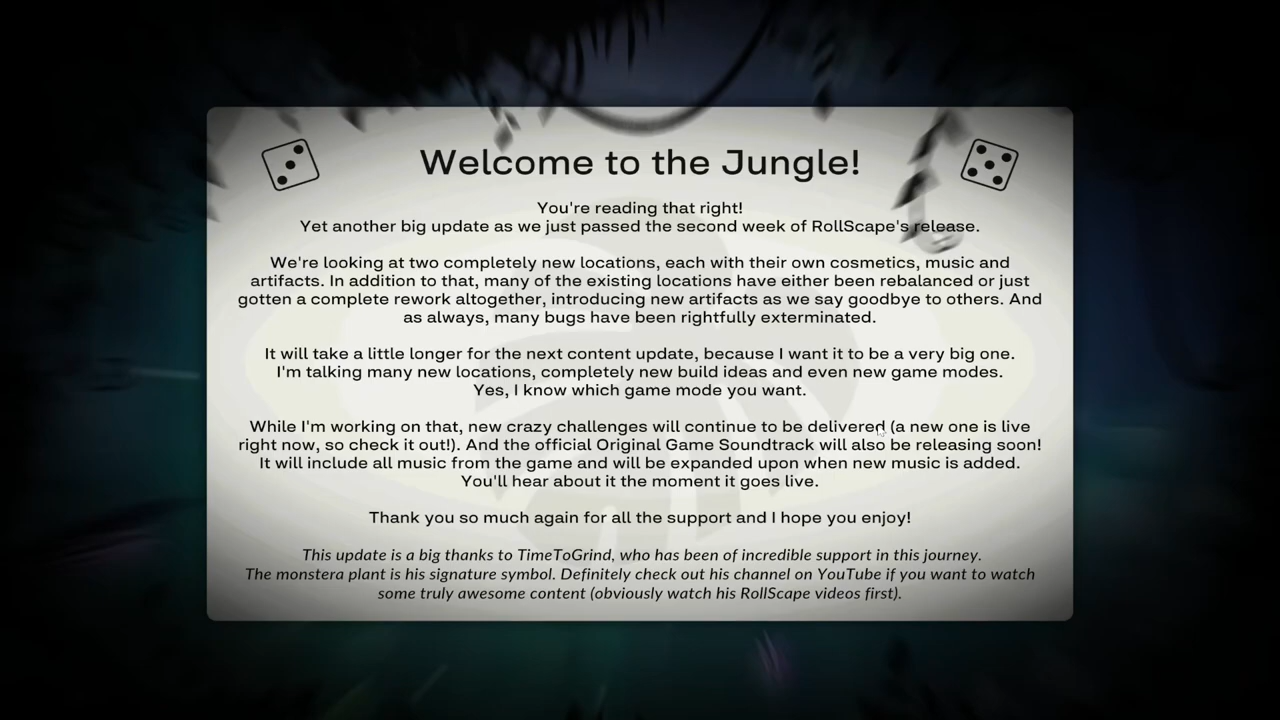 Welcome to the Jungle!
You're reading that right!
Yet another big update as we just passed the second week of RollScape's release.
We're looking at two completely new locations, each with their own cosmetics, music and
artifacts. In addition to that, many of the existing locations have either been rebalanced or just
gotten a complete rework altogether, introducing new artifacts as we say goodbye to others. And
as always, many bugs have been rightfully exterminated.
It will take a little longer for the next content update, because I want it to be a very big one.
I'm talking many new locations, completely new build ideas and even new game modes.
Yes, I know which game mode you want.
While I'm working on that, new crazy challenges will continue to be delivered (a new one is live
right now, so check it out!). And the official Original Game Soundtrack will also be releasing soon!
It will include all music from the game and will be expanded upon when new music is added.
You'll hear about it the moment it goes live.
Thank you so much again for all the support and I hope you enjoy!
This update is a big thanks to TimeToGrind, who has been of incredible support in this journey.
The monstera plant is his signature symbol. Definitely check out his channel on YouTube if you want to watch
some truly awesome content (obviously watch his RollScape videos first).